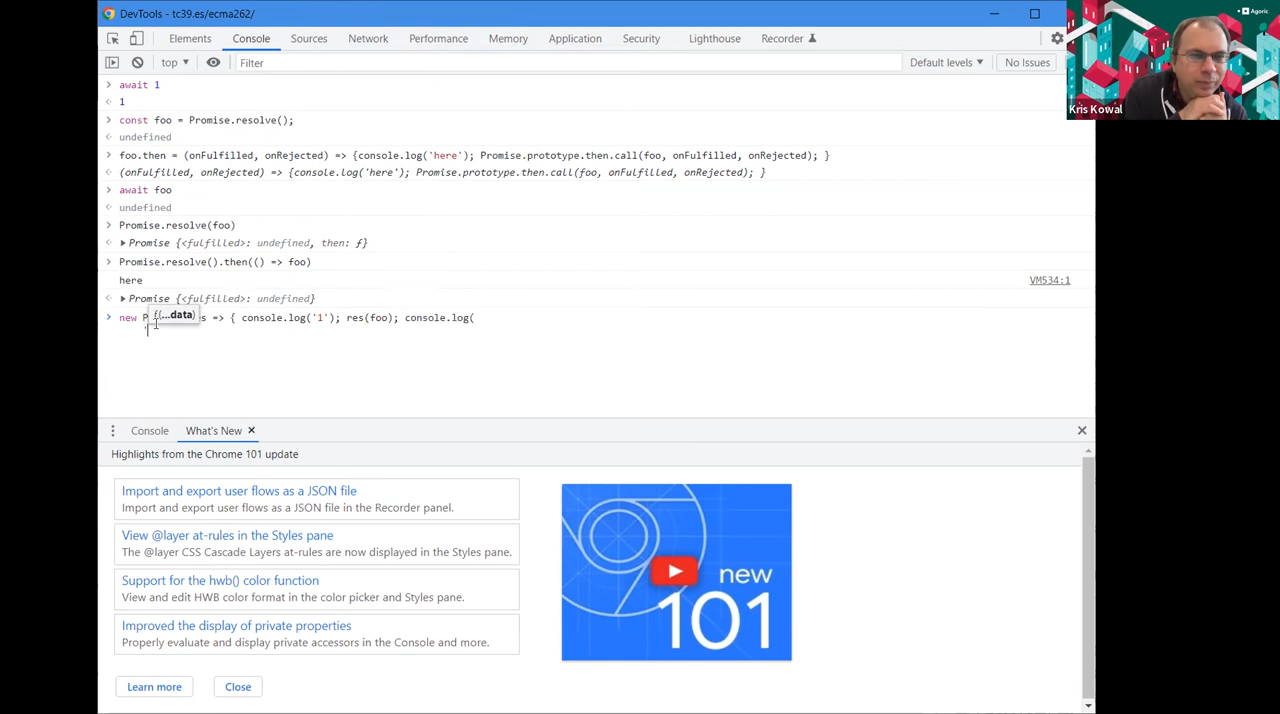 DevTools - tc39.es/ecma262/
Elements Console Sources Network Performance Memory Application Security Lighthouse Recorder
top ▾ Filter Default levels ▾ No Issues
> await 1
< 1
> const foo = Promise.resolve();
< undefined
> foo.then = (onFulfilled, onRejected) => {console.log('here'); Promise.prototype.then.call(foo, onFulfilled, onRejected); }
< (onFulfilled, onRejected) => {console.log('here'); Promise.prototype.then.call(foo, onFulfilled, onRejected); }
> await foo
< undefined
> Promise.resolve(foo)
< ▶ Promise {<fulfilled>: undefined, then: ƒ}
> Promise.resolve().then(() => foo)
here VM534:1
< ▶ Promise {<fulfilled>: undefined}
(...data)
> new P s => { console.log('1'); res(foo); console.log(
'
Console What's New ×
Highlights from the Chrome 101 update
Import and export user flows as a JSON file
Import and export user flows as a JSON file in the Recorder panel.
View @layer at-rules in the Styles pane
The @layer CSS Cascade Layers at-rules are now displayed in the Styles pane.
Support for the hwb() color function
View and edit HWB color format in the color picker and Styles pane.
Improved the display of private properties
Properly evaluate and display private accessors in the Console and more.
Learn more Close
new
101
Agoric
Kris Kowal